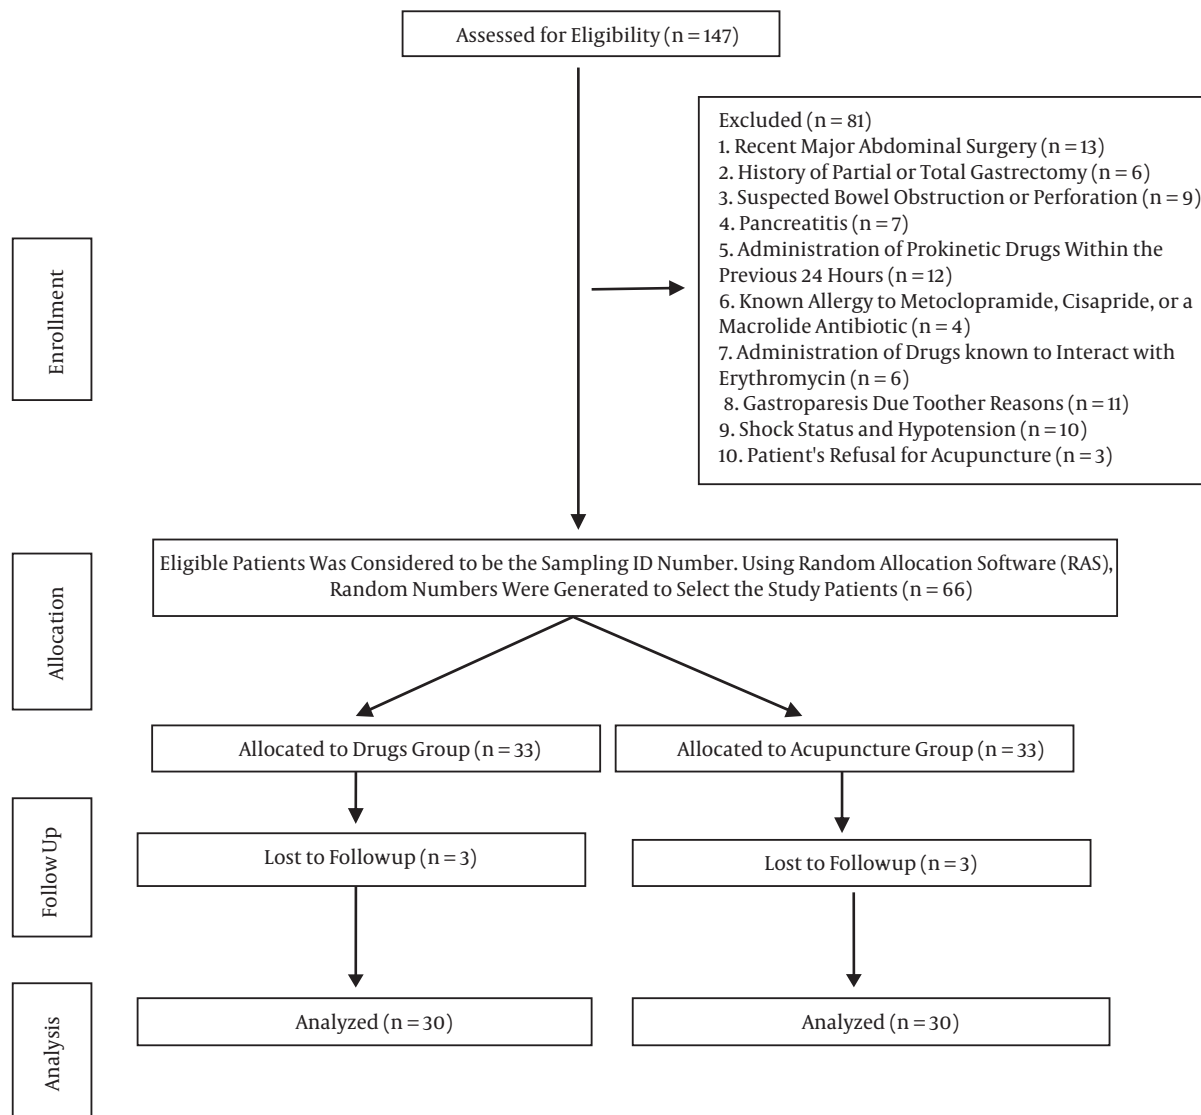 Assessed for Eligibility (n = 147)
Excluded (n = 81)
1. Recent Major Abdominal Surgery (n = 13)
2. History of Partial or Total Gastrectomy (n = 6)
3. Suspected Bowel Obstruction or Perforation (n = 9)
4. Pancreatitis (n = 7)
5. Administration of Prokinetic Drugs Within the
Previous 24 Hours (n = 12)
6. Known Allergy to Metoclopramide, Cisapride, or a
Macrolide Antibiotic (n = 4)
7. Administration of Drugs known to Interact with
Erythromycin (n = 6)
8. Gastroparesis Due Toother Reasons (n = 11)
9. Shock Status and Hypotension (n = 10)
10. Patient's Refusal for Acupuncture (n = 3)
Enrollment
Eligible Patients Was Considered to be the Sampling ID Number. Using Random Allocation Software (RAS),
Random Numbers Were Generated to Select the Study Patients (n = 66)
Allocation
Allocated to Drugs Group (n = 33)
Allocated to Acupuncture Group (n = 33)
Follow Up
Lost to Followup (n = 3)
Lost to Followup (n = 3)
Analysis
Analyzed (n = 30)
Analyzed (n = 30)